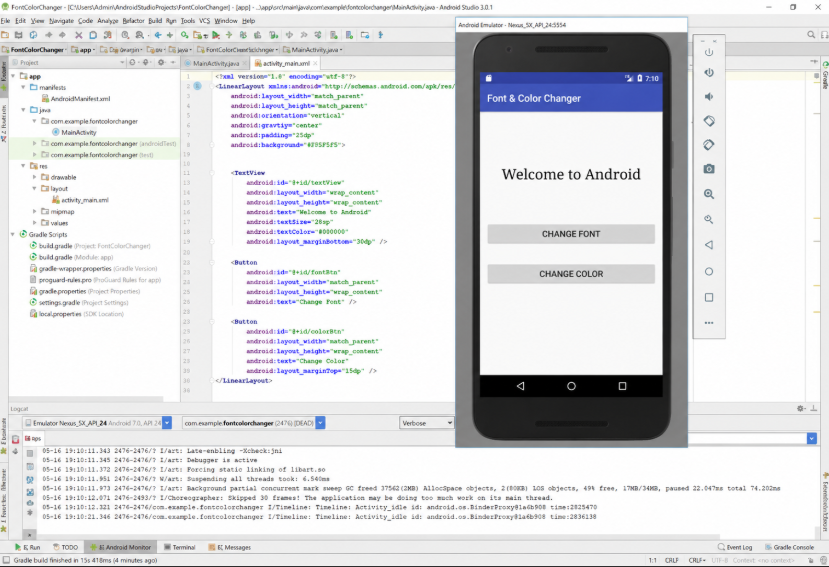 FontColorChanger - [C:\Users\dell\AndroidStudioProjects\FontColorChanger] - [app] - ...\app\src\main\java\com\example\fontcolorchanger\MainActivity.java - Android Studio 3.0.1
File Edit View Navigate Code Analyze Refactor Build Run Tools VCS Window Help
FontColorChanger app src main java FontColorChanger MainActivity.java
Project
MainActivity.java activity_main.xml
app
manifests
AndroidManifest.xml
java
com.example.fontcolorchanger
MainActivity
com.example.fontcolorchanger (androidTest)
com.example.fontcolorchanger (test)
res
drawable
layout
activity_main.xml
mipmap
values
Gradle Scripts
build.gradle (Project: FontColorChanger)
build.gradle (Module: app)
gradle-wrapper.properties (Gradle Version)
proguard-rules.pro (ProGuard Rules for app)
gradle.properties (Project Properties)
settings.gradle (Project Settings)
local.properties (SDK Location)
<?xml version="1.0" encoding="utf-8"?>
<LinearLayout xmlns:android="http://schemas.android.com/apk/res/
android:layout_width="match_parent"
android:layout_height="match_parent"
android:orientation="vertical"
android:gravtiy="center"
android:padding="25dp"
android:background="#F5F5F5">
<TextView
android:id="@+id/textView"
android:layout_width="wrap_content"
android:layout_height="wrap_content"
android:text="Welcome to Android"
android:textSize="28sp"
android:textColor="#000000"
android:layout_marginBottom="30dp" />
<Button
android:id="@+id/fontBtn"
android:layout_width="match_parent"
android:layout_height="wrap_content"
android:text="Change Font" />
<Button
android:id="@+id/colorBtn"
android:layout_width="match_parent"
android:layout_height="wrap_content"
android:text="Change Color"
android:layout_marginTop="15dp" />
</LinearLayout>
Android Emulator - Nexus_5X_API_24:5554
7:10
Font & Color Changer
Welcome to Android
CHANGE FONT
CHANGE COLOR
Gradle
Logcat
Emulator Nexus_5X_API_24 Android 7.0, API 24
com.example.fontcolorchanger (2476) [DEAD]
Verbose
05-16 19:10:11.343 2476-2476/? I/art: Late-enbling -Xcheck:jni
05-16 19:10:11.345 2476-2476/? I/art: Debugger is active
05-16 19:10:11.372 2476-2476/? I/art: Forcing static linking of libart.so
05-16 19:10:11.951 2476-2476/? W/art: Suspending all threads took: 6.540ms
05-16 19:10:11.973 2476-2476/? I/art: Background partial concurrent mark sweep GC freed 37562(2MB) AllocSpace objects, 2(80KB) LOS objects, 49% free, 17MB/34MB, paused 22.047ms total 74.202ms
05-16 19:10:12.071 2476-2493/? I/Choreographer: Skipped 30 frames! The application may be doing too much work on its main thread.
05-16 19:10:12.321 2476-2476/com.example.fontcolorchanger I/Timeline: Timeline: Activity_idle id: android.os.BinderProxy@1a6b908 time:2825470
05-16 19:10:21.346 2476-2476/com.example.fontcolorchanger I/Timeline: Timeline: Activity_idle id: android.os.BinderProxy@1a6b908 time:2836138
Run TODO Android Monitor Terminal Messages Event Log Gradle Console
Gradle build finished in 15s 418ms (4 minutes ago) 1:1 CRLF CRLF÷ UTF-8 Context: <no context>